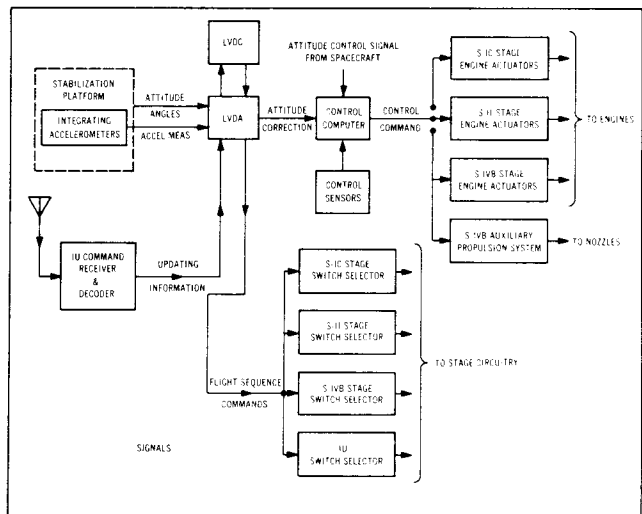 LVDC
ATTITUDE CONTROL SIGNAL
FROM SPACECRAFT
S-IC STAGE
ENGINE ACTUATORS
STABILIZATION
PLATFORM
INTEGRATING
ACCELEROMETERS
ATTITUDE
ANGLES
ACCEL MEAS
LVDA
ATTITUDE
CORRECTION
CONTROL
COMPUTER
CONTROL
COMMAND
S-II STAGE
ENGINE ACTUATORS
TO ENGINES
CONTROL
SENSORS
S-IVB STAGE
ENGINE ACTUATORS
S-IVB AUXILIARY
PROPULSION SYSTEM
TO NOZZLES
IU COMMAND
RECEIVER
&
DECODER
UPDATING
INFORMATION
S-IC STAGE
SWITCH SELECTOR
S-II STAGE
SWITCH SELECTOR
TO STAGE CIRCUITRY
FLIGHT SEQUENCE
COMMANDS
S-IVB STAGE
SWITCH SELECTOR
SIGNALS
IU
SWITCH SELECTOR